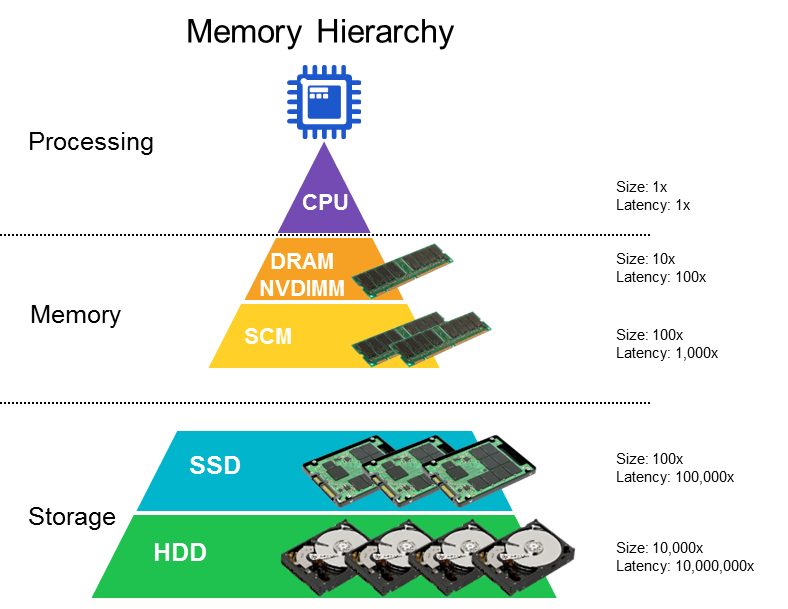 Memory Hierarchy
Processing
CPU
Size: 1x
Latency: 1x
DRAM
NVDIMM
Size: 10x
Latency: 100x
Memory
SCM
Size: 100x
Latency: 1,000x
SSD
Size: 100x
Latency: 100,000x
Storage
HDD
Size: 10,000x
Latency: 10,000,000x